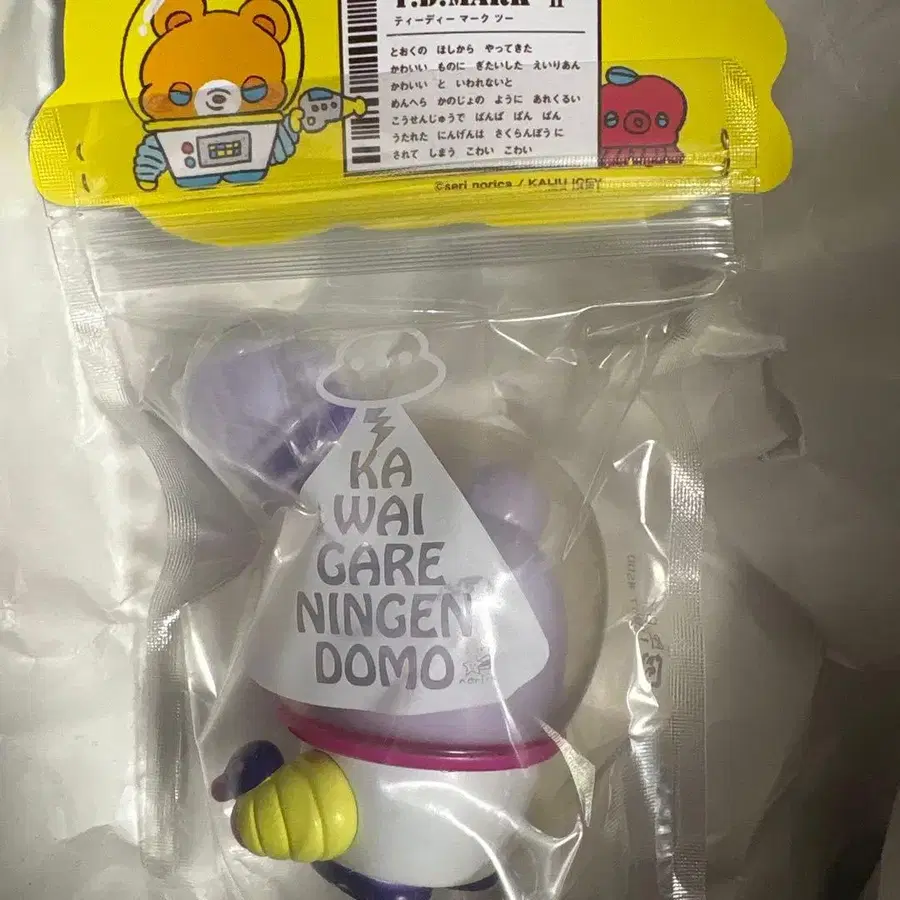 T.D.MARK II
ティーディー マーク ツー
とおくの ほしから やってきた
かわいい ものに ぎたいした えいりあん
かわいい と いわれないと
めんへら かのじょの ように あれくるい
こうせんじゅうで ばんば ばん ばん
うたれた にんげんは さくらんぼう に
されて しまう こわい こわい
©seri norica / KAIJU IGEY
KA
WAI
GARE
NINGEN
DOMO